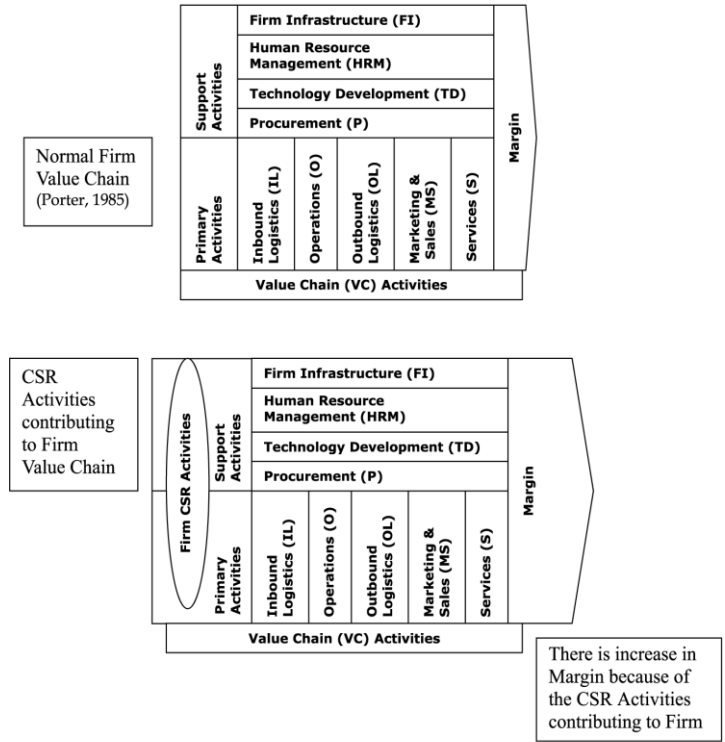 Firm Infrastructure (FI)
Human Resource
Management (HRM)
Technology Development (TD)
Procurement (P)
Support
Activities
Primary
Activities
Inbound
Logistics (IL)
Operations (O)
Outbound
Logistics (OL)
Marketing &
Sales (MS)
Services (S)
Margin
Value Chain (VC) Activities
Normal Firm
Value Chain
(Porter, 1985)
CSR
Activities
contributing
to Firm
Value Chain
Firm CSR Activities
Support
Activities
Primary
Activities
Firm Infrastructure (FI)
Human Resource
Management (HRM)
Technology Development (TD)
Procurement (P)
Inbound
Logistics (IL)
Operations (O)
Outbound
Logistics (OL)
Marketing &
Sales (MS)
Services (S)
Margin
Value Chain (VC) Activities
There is increase in
Margin because of
the CSR Activities
contributing to Firm